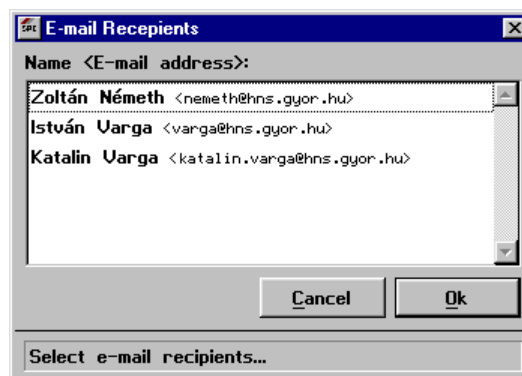 E-mail Recepients
Name <E-mail address>:
Zoltán Németh <nemeth@hns.gyor.hu>
István Varga <varga@hns.gyor.hu>
Katalin Varga <katalin.varga@hns.gyor.hu>
Cancel Ok
Select e-mail recipients...